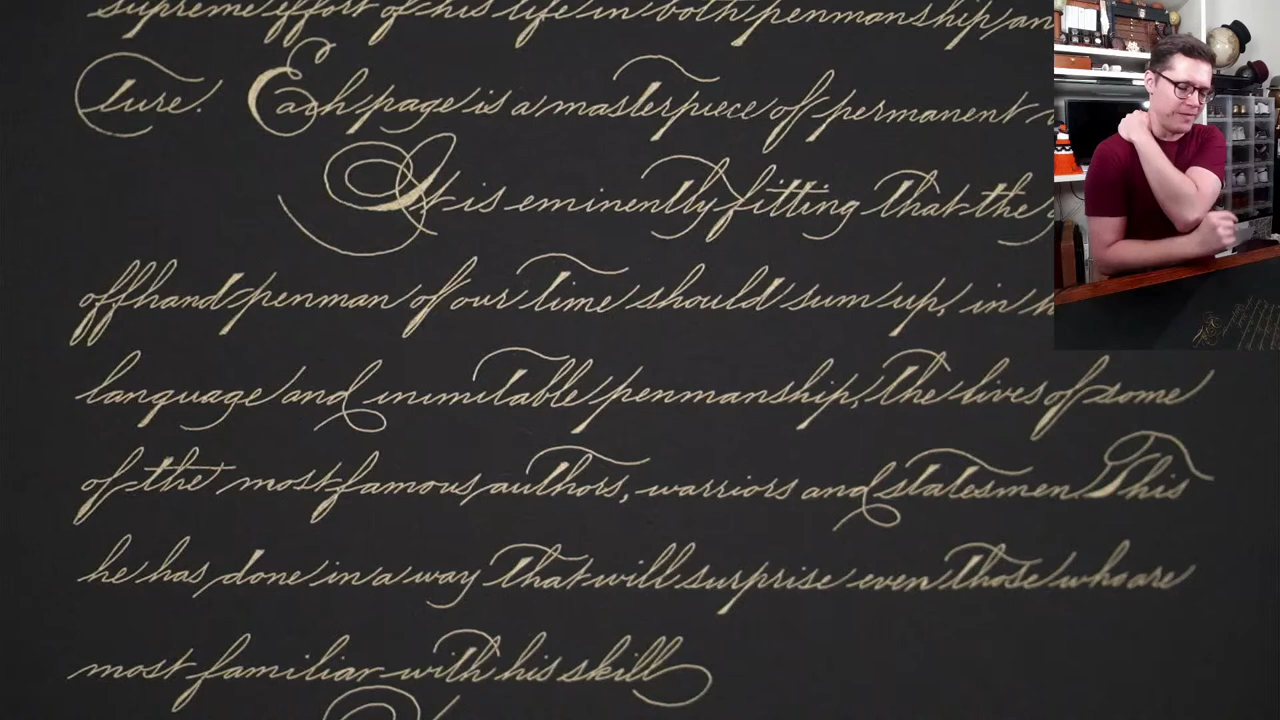 supreme effort of his life in both penmanship an
ture. Each page is a masterpiece of permanent
It is eminently fitting that the
offhand penman of our time should sum up, in h
language and inimitable penmanship, the lives of some
of the most famous authors, warriors and statesmen. This
he has done in a way that will surprise even those who are
most familiar with his skill